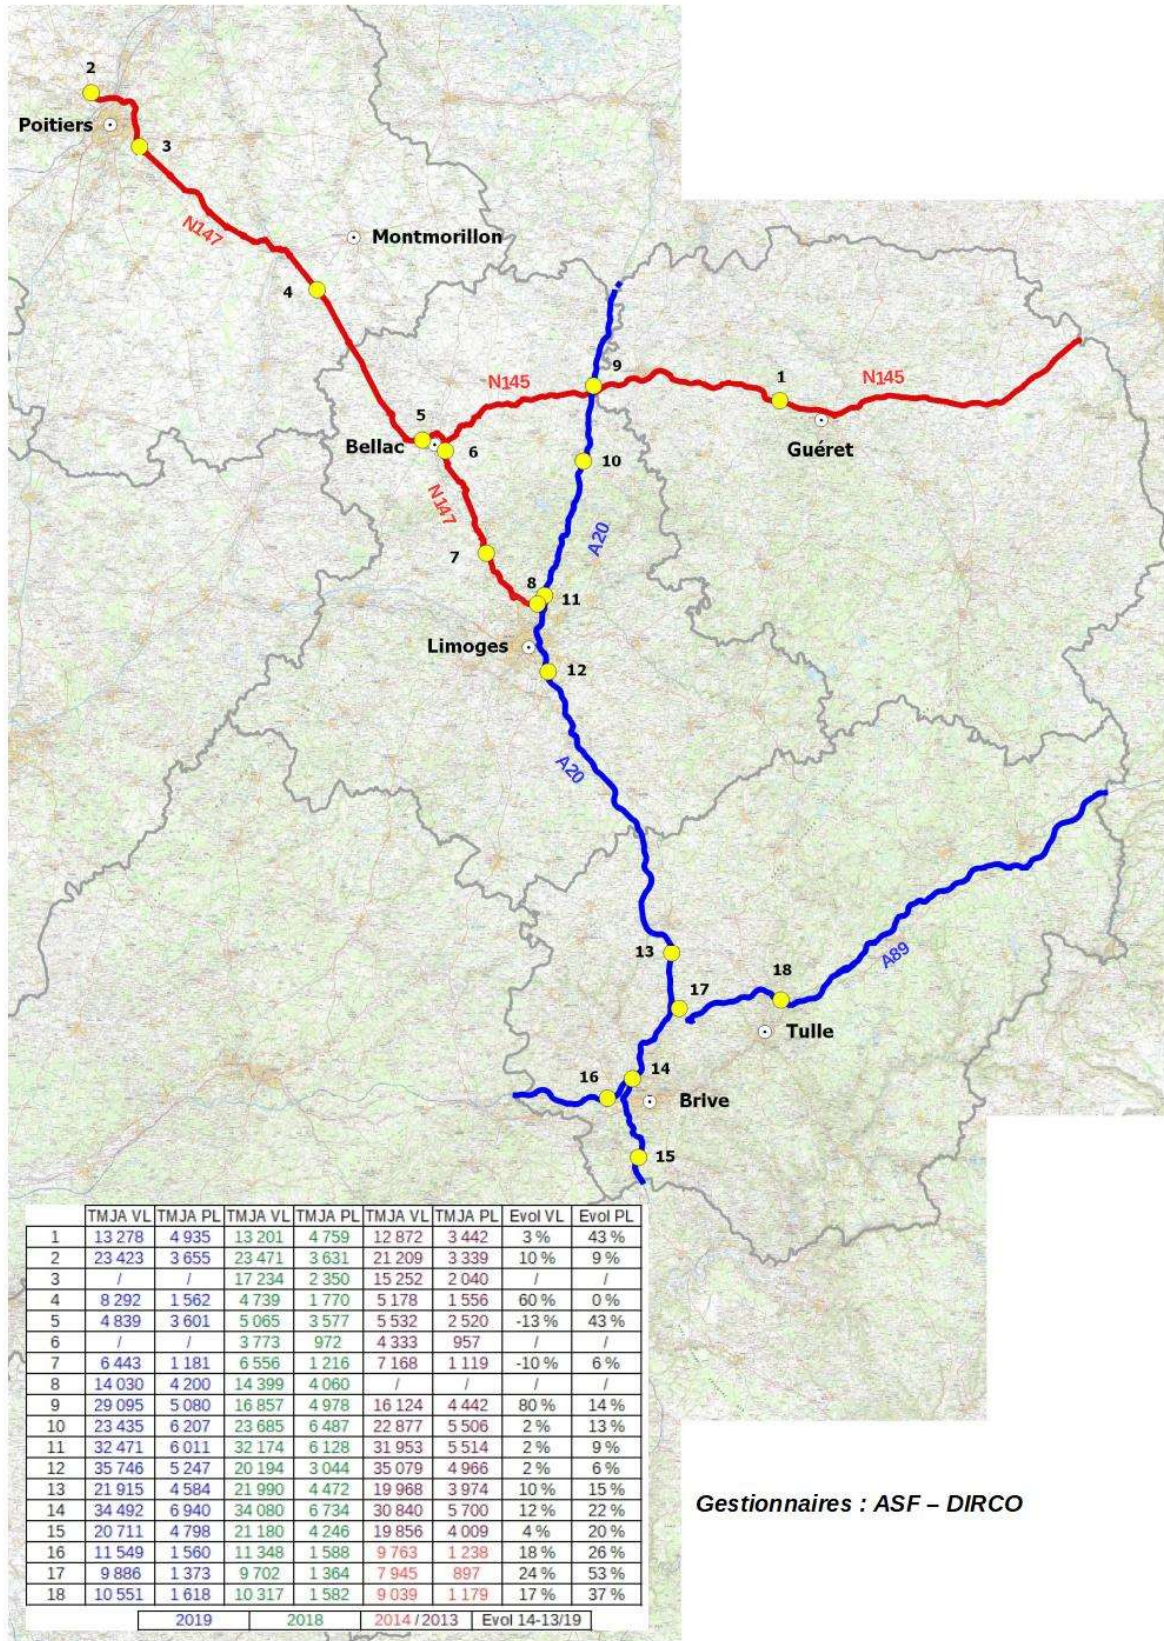 2
Poitiers
3
N147
Montmorillon
4
9
N145
1
N145
5
Bellac
6
Guéret
10
N147
A20
7
8
11
Limoges
12
A20
13
18
A89
17
Tulle
14
16
Brive
15
TMJA VL TMJA PL TMJA VL TMJA PL TMJA VL TMJA PL Evol VL Evol PL
1 13 278 4 935 13 201 4 759 12 872 3 442 3 % 43 %
2 23 423 3 655 23 471 3 631 21 209 3 339 10 % 9 %
3 / / 17 234 2 350 15 252 2 040 / /
4 8 292 1 562 4 739 1 770 5 178 1 556 60 % 0 %
5 4 839 3 601 5 065 3 577 5 532 2 520 -13 % 43 %
6 / / 3 773 972 4 333 957 / /
7 6 443 1 181 6 556 1 216 7 168 1 119 -10 % 6 %
8 14 030 4 200 14 399 4 060 / / / /
9 29 095 5 080 16 857 4 978 16 124 4 442 80 % 14 %
10 23 435 6 207 23 685 6 487 22 877 5 506 2 % 13 %
11 32 471 6 011 32 174 6 128 31 953 5 514 2 % 9 %
12 35 746 5 247 20 194 3 044 35 079 4 966 2 % 6 %
13 21 915 4 584 21 990 4 472 19 968 3 974 10 % 15 %
14 34 492 6 940 34 080 6 734 30 840 5 700 12 % 22 %
15 20 711 4 798 21 180 4 246 19 856 4 009 4 % 20 %
16 11 549 1 560 11 348 1 588 9 763 1 238 18 % 26 %
17 9 886 1 373 9 702 1 364 7 945 897 24 % 53 %
18 10 551 1 618 10 317 1 582 9 039 1 179 17 % 37 %
2019 2018 2014 / 2013 Evol 14-13/19
Gestionnaires : ASF – DIRCO